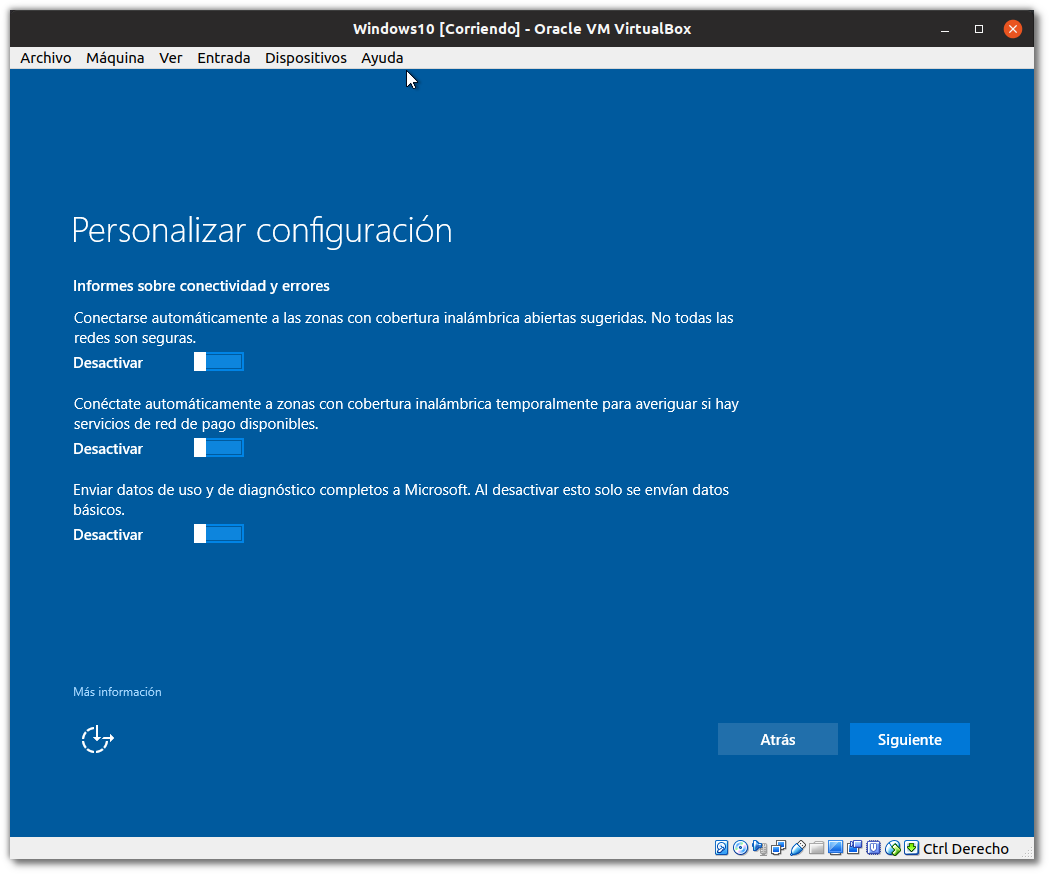 Windows10 [Corriendo] - Oracle VM VirtualBox
Archivo Máquina Ver Entrada Dispositivos Ayuda
Personalizar configuración
Informes sobre conectividad y errores
Conectarse automáticamente a las zonas con cobertura inalámbrica abiertas sugeridas. No todas las
redes son seguras.
Desactivar
Conéctate automáticamente a zonas con cobertura inalámbrica temporalmente para averiguar si hay
servicios de red de pago disponibles.
Desactivar
Enviar datos de uso y de diagnóstico completos a Microsoft. Al desactivar esto solo se envían datos
básicos.
Desactivar
Más información
Atrás Siguiente
Ctrl Derecho